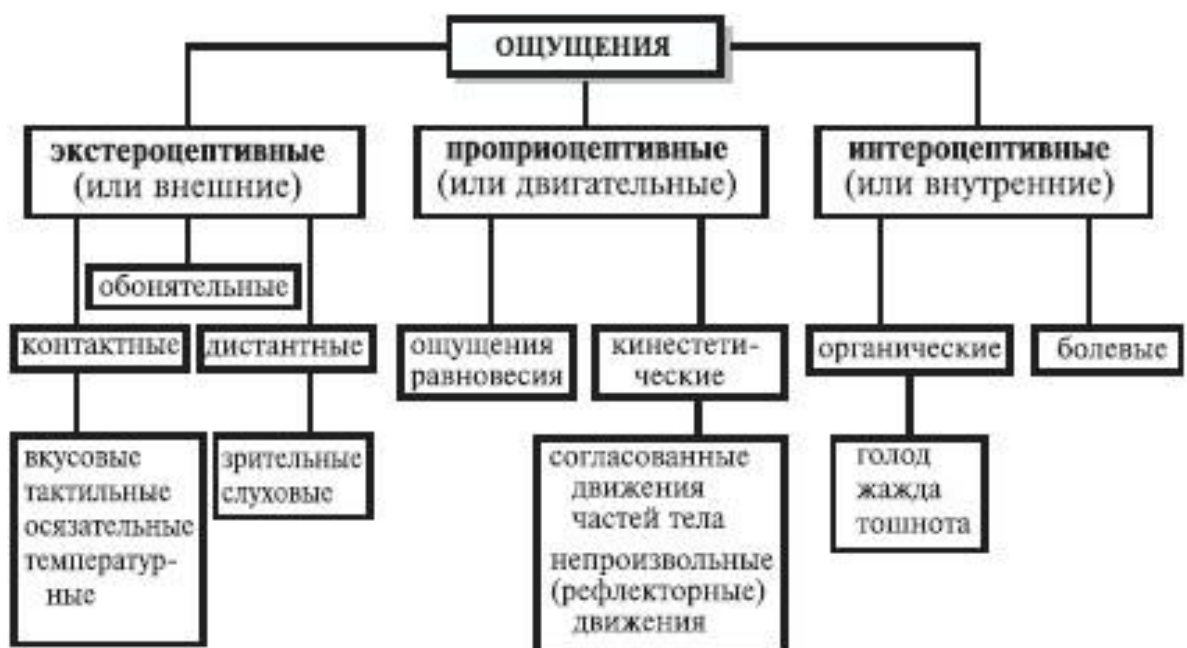 ОЩУЩЕНИЯ
экстероцептивные
(или внешние)
проприоцептивные
(или двигательные)
интероцептивные
(или внутренние)
обонятельные
контактные
дистантные
ощущения
равновесия
кинестети-
ческие
органические
болевые
вкусовые
тактильные
осязательные
температур-
ные
зрительные
слуховые
согласованные
движения
частей тела
непроизвольные
(рефлекторные)
движения
голод
жажда
тошнота